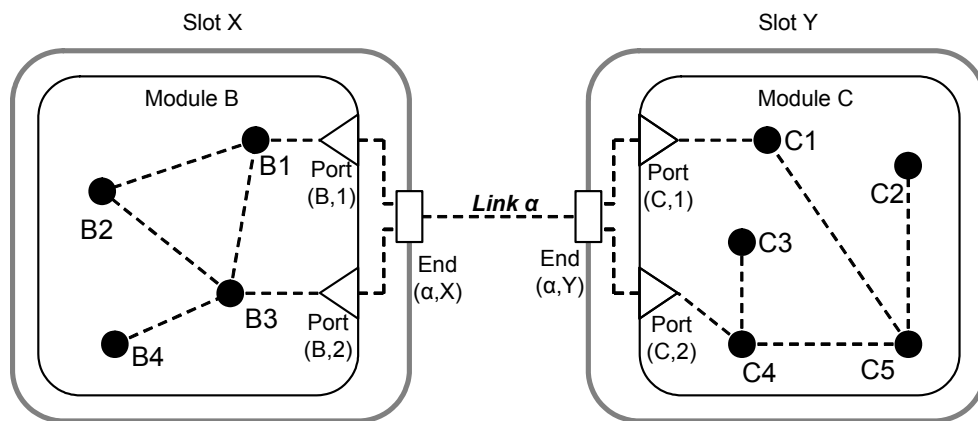 Slot X
Slot Y
Module B
Module C
B1
B2
B3
B4
Port
(B,1)
Port
(B,2)
End
(α,X)
Link α
End
(α,Y)
Port
(C,1)
Port
(C,2)
C1
C2
C3
C4
C5